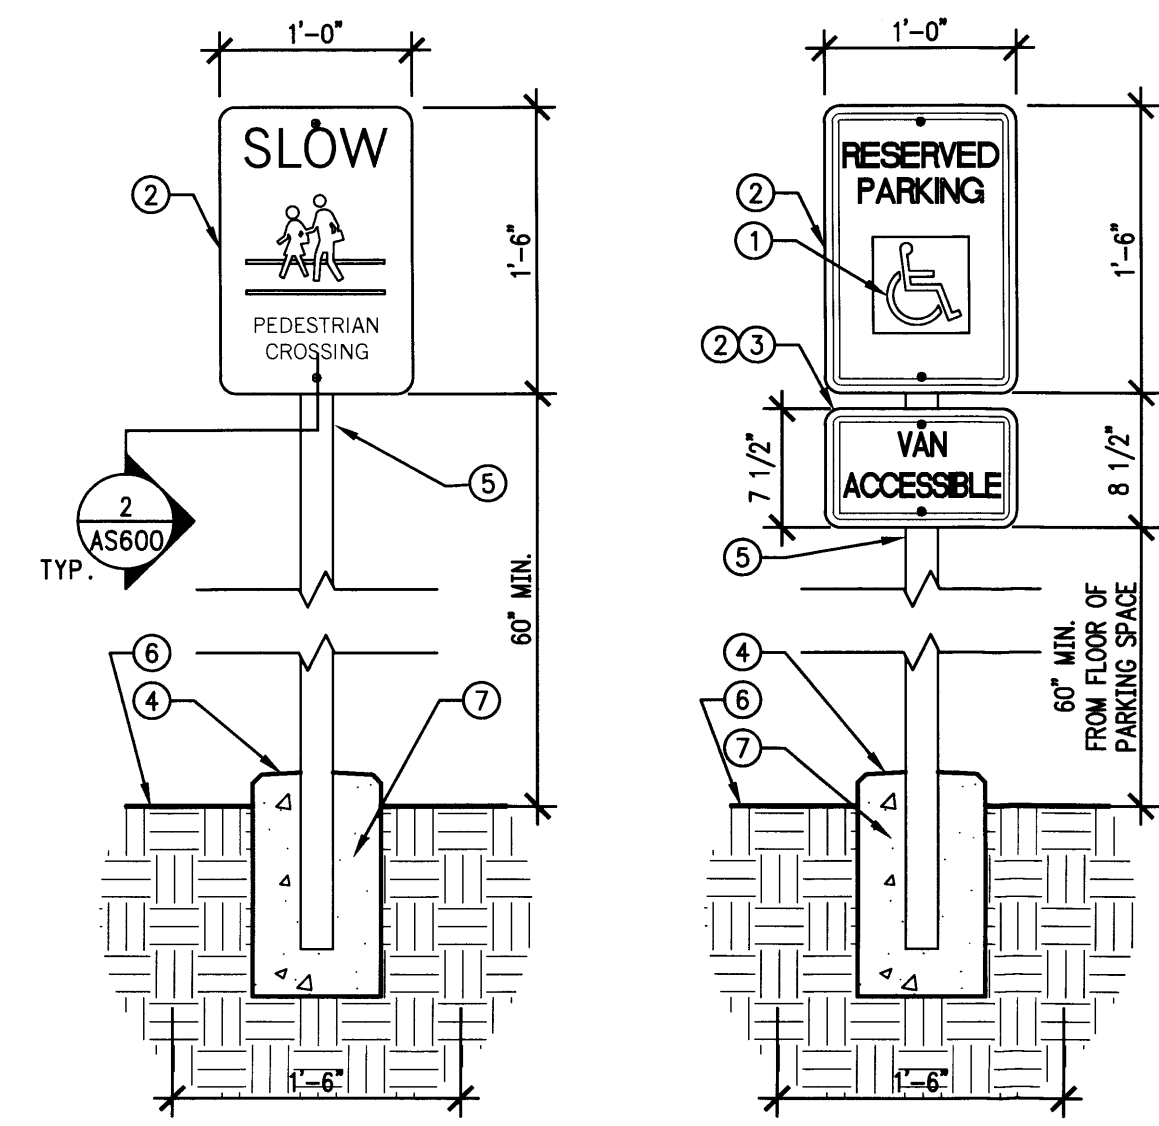 1'-0"
SLOW
2
1'-6"
PEDESTRIAN
CROSSING
5
2
AS600
TYP.
60" MIN.
6
4
7
1'-6"
1'-0"
RESERVED
PARKING
2
1
1'-6"
2 3
VAN
ACCESSIBLE
7 1/2"
8 1/2"
5
60" MIN.
FROM FLOOR OF
PARKING SPACE
4
6
7
1'-6"